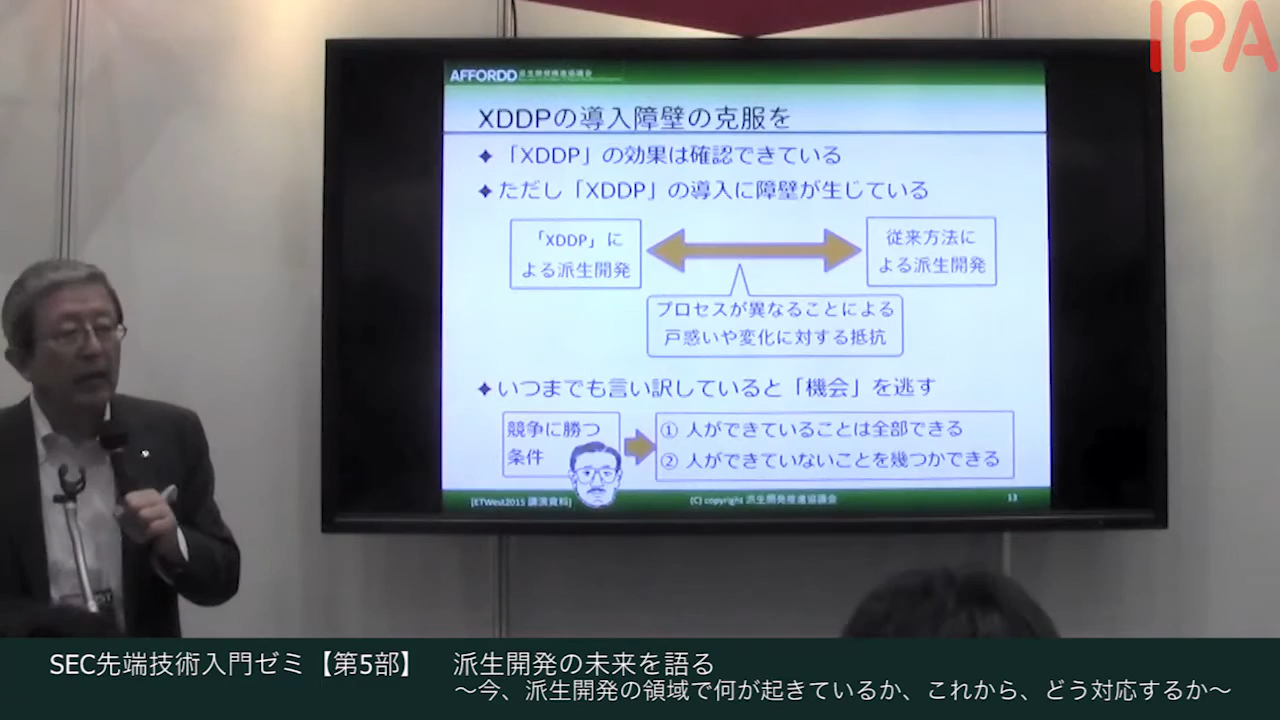 IPA
AFFORDD 派生開発推進協議会
XDDPの導入障壁の克服を
「XDDP」の効果は確認できている
ただし「XDDP」の導入に障壁が生じている
「XDDP」に
よる派生開発
従来方法に
よる派生開発
プロセスが異なることによる
戸惑いや変化に対する抵抗
いつまでも言い訳していると「機会」を逃す
競争に勝つ
条件
① 人ができていることは全部できる
② 人ができていないことを幾つかできる
[ETWest2015 講演資料]
(C) copyright 派生開発推進協議会
13
SEC先端技術入門ゼミ【第5部】 派生開発の未来を語る
～今、派生開発の領域で何が起きているか、これから、どう対応するか～